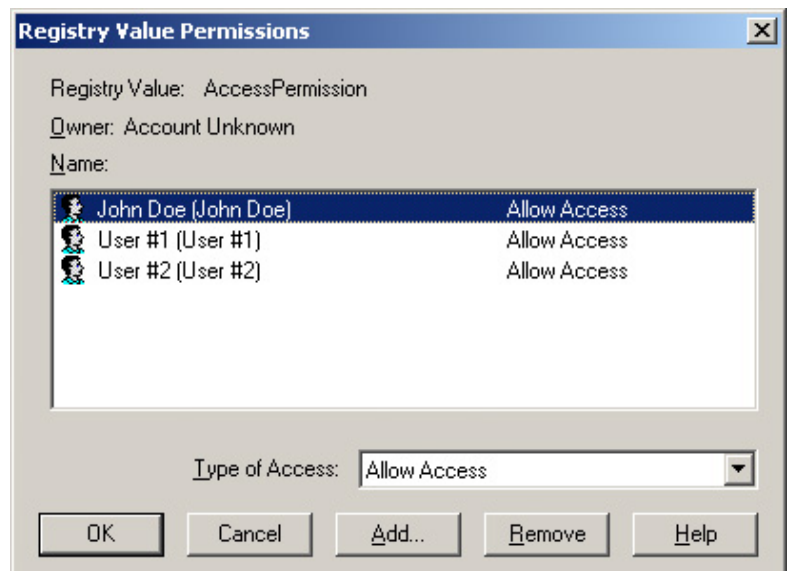 Registry Value Permissions
Registry Value: AccessPermission
Owner: Account Unknown
Name:
John Doe (John Doe) Allow Access
User #1 (User #1) Allow Access
User #2 (User #2) Allow Access
Type of Access: Allow Access
OK Cancel Add... Remove Help